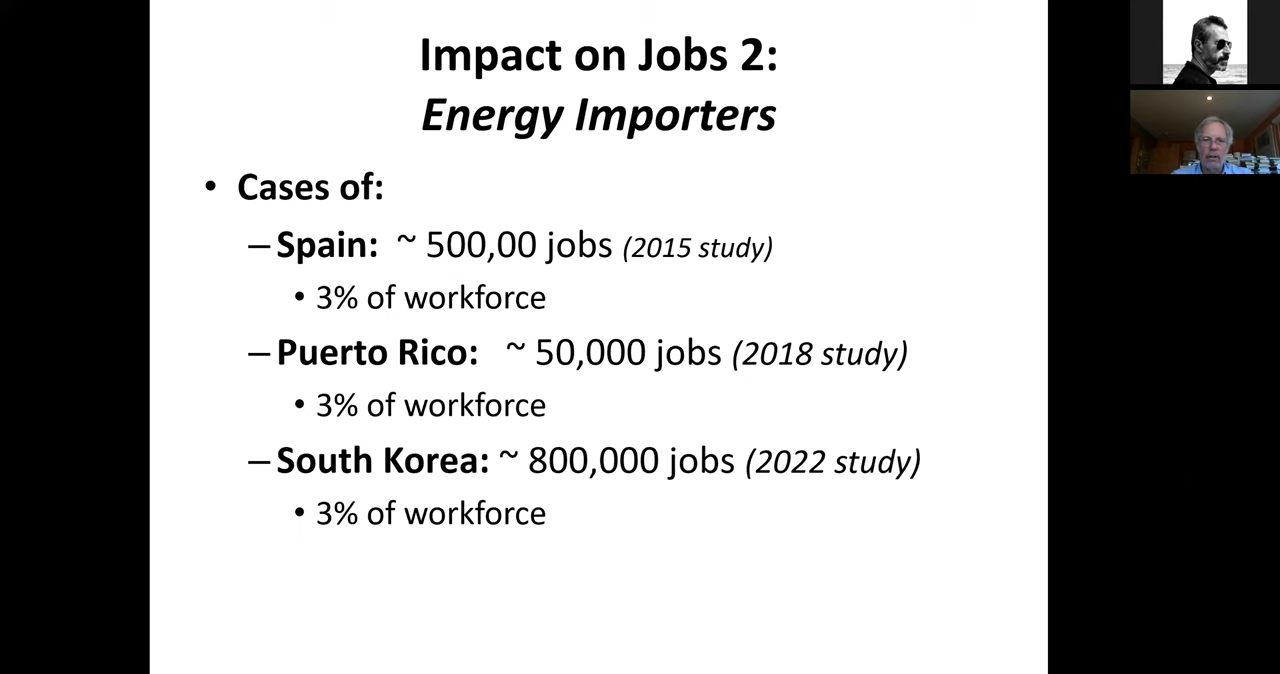 Impact on Jobs 2:
Energy Importers
• Cases of:
– Spain: ~ 500,00 jobs (2015 study)
• 3% of workforce
– Puerto Rico: ~ 50,000 jobs (2018 study)
• 3% of workforce
– South Korea: ~ 800,000 jobs (2022 study)
• 3% of workforce